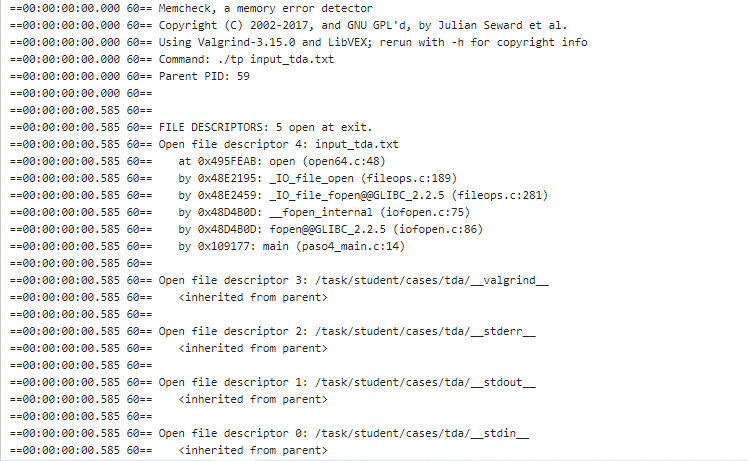 ==00:00:00:00.000 60== Memcheck, a memory error detector
==00:00:00:00.000 60== Copyright (C) 2002-2017, and GNU GPL'd, by Julian Seward et al.
==00:00:00:00.000 60== Using Valgrind-3.15.0 and LibVEX; rerun with -h for copyright info
==00:00:00:00.000 60== Command: ./tp input_tda.txt
==00:00:00:00.000 60== Parent PID: 59
==00:00:00:00.000 60==
==00:00:00:00.585 60==
==00:00:00:00.585 60== FILE DESCRIPTORS: 5 open at exit.
==00:00:00:00.585 60== Open file descriptor 4: input_tda.txt
==00:00:00:00.585 60==    at 0x495FEAB: open (open64.c:48)
==00:00:00:00.585 60==    by 0x48E2195: _IO_file_open (fileops.c:189)
==00:00:00:00.585 60==    by 0x48E2459: _IO_file_fopen@@GLIBC_2.2.5 (fileops.c:281)
==00:00:00:00.585 60==    by 0x48D4B0D: __fopen_internal (iofopen.c:75)
==00:00:00:00.585 60==    by 0x48D4B0D: fopen@@GLIBC_2.2.5 (iofopen.c:86)
==00:00:00:00.585 60==    by 0x109177: main (paso4_main.c:14)
==00:00:00:00.585 60==
==00:00:00:00.585 60== Open file descriptor 3: /task/student/cases/tda/__valgrind__
==00:00:00:00.585 60==    <inherited from parent>
==00:00:00:00.585 60==
==00:00:00:00.585 60== Open file descriptor 2: /task/student/cases/tda/__stderr__
==00:00:00:00.585 60==    <inherited from parent>
==00:00:00:00.585 60==
==00:00:00:00.585 60== Open file descriptor 1: /task/student/cases/tda/__stdout__
==00:00:00:00.585 60==    <inherited from parent>
==00:00:00:00.585 60==
==00:00:00:00.585 60== Open file descriptor 0: /task/student/cases/tda/__stdin__
==00:00:00:00.585 60==    <inherited from parent>